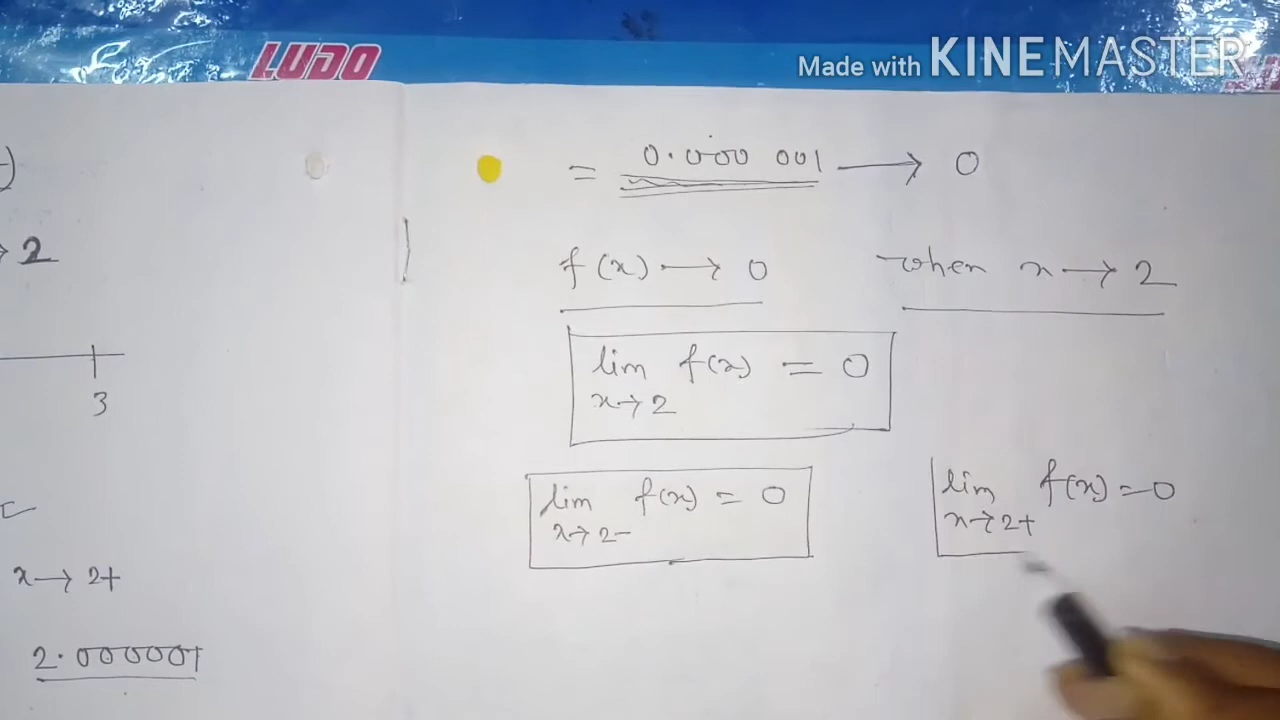 LUDO
Made with KINEMASTER
→ 2
3
x → 2+
2.000001
= 0.000 001 → 0
f(x) → 0 when x → 2
lim f(x) = 0
x→2
lim f(x) = 0 lim f(x) = 0
x→2- x→2+